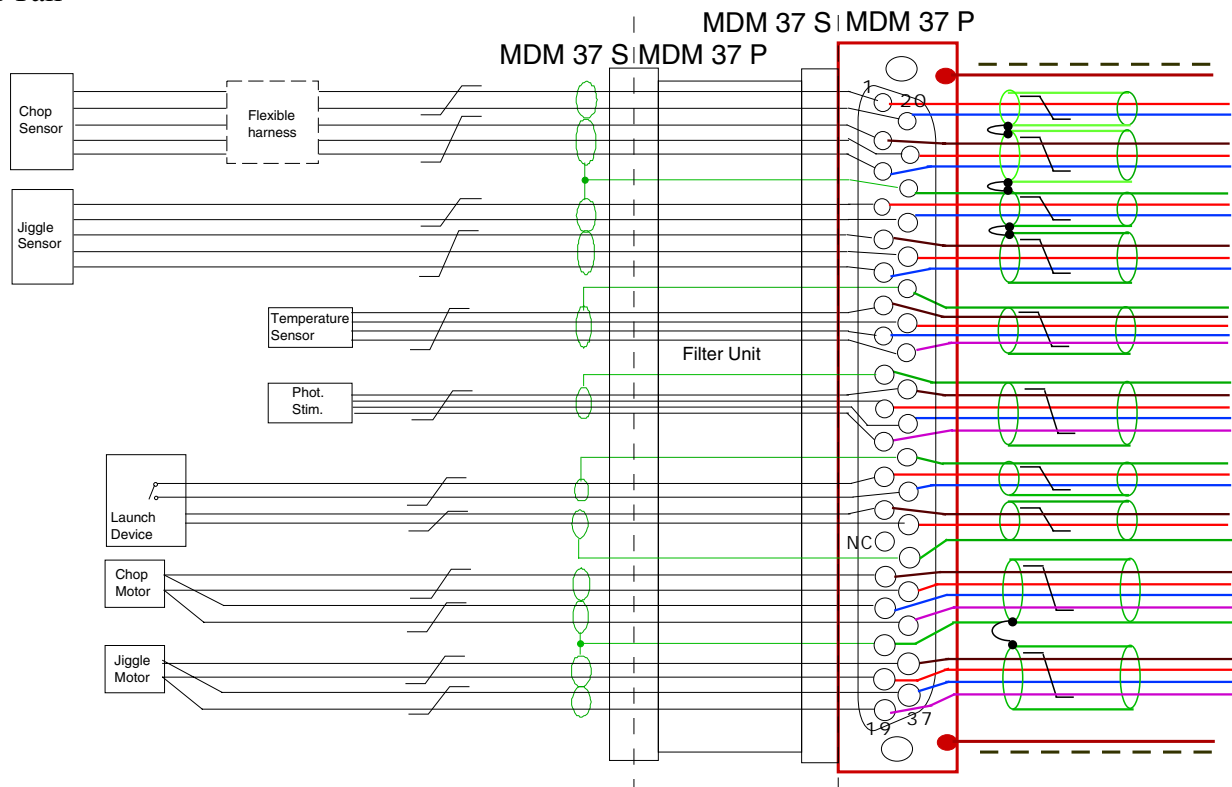 MDM 37 S MDM 37 P
MDM 37 S MDM 37 P
Chop
Sensor
Flexible
harness
1
20
Jiggle
Sensor
Temperature
Sensor
Filter Unit
Phot.
Stim.
Launch
Device
NC
Chop
Motor
Jiggle
Motor
19
37